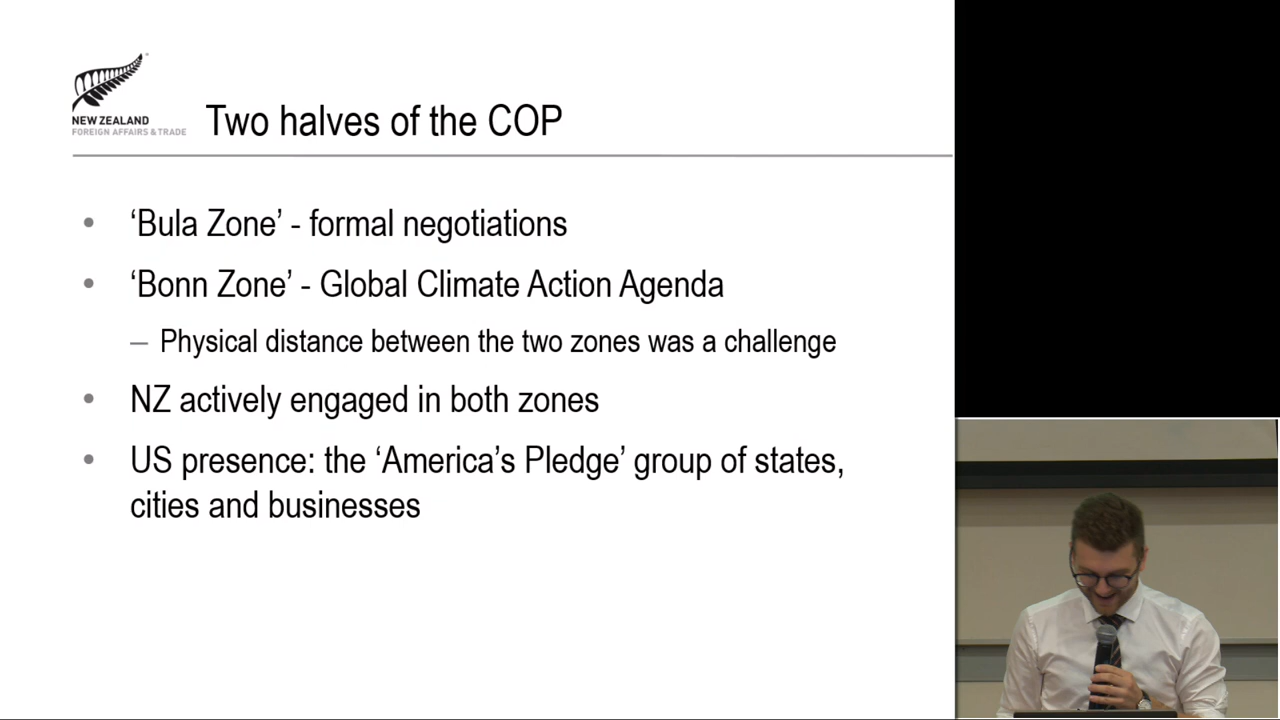 NEW ZEALAND
FOREIGN AFFAIRS & TRADE
Two halves of the COP
• ‘Bula Zone’ - formal negotiations
• ‘Bonn Zone’ - Global Climate Action Agenda
– Physical distance between the two zones was a challenge
• NZ actively engaged in both zones
• US presence: the ‘America’s Pledge’ group of states,
cities and businesses